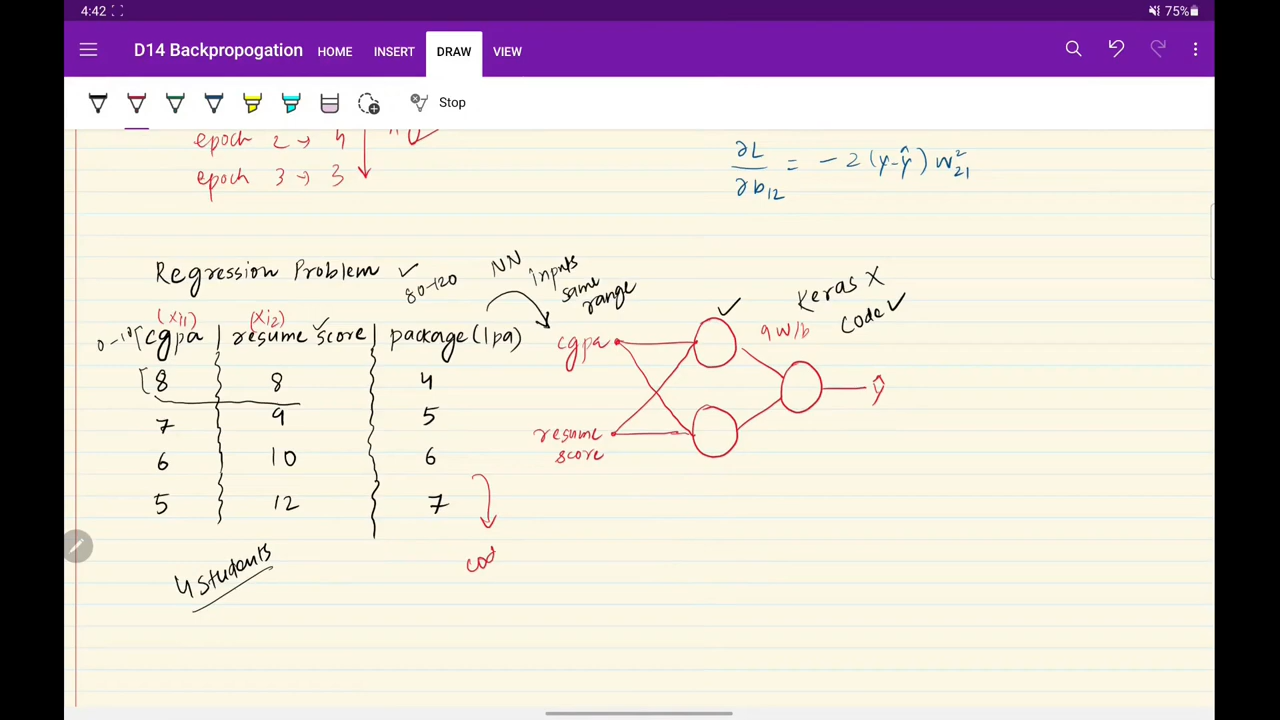 4:42
75%
D14 Backpropogation HOME INSERT DRAW VIEW
Stop
epoch 2 → 4
epoch 3 → 3
∂L/∂b12 = -2(y-ŷ) w²21
Regression Problem ✓
80-120
NN
inputs
same
range
Keras X
code ✓
(xi1) (xi2)
0-10 cgpa | resume score | package (lpa)
8 8 4
7 9 5
6 10 6
5 12 7
4 students
cod
cgpa
resume
score
9 w/b
ŷ